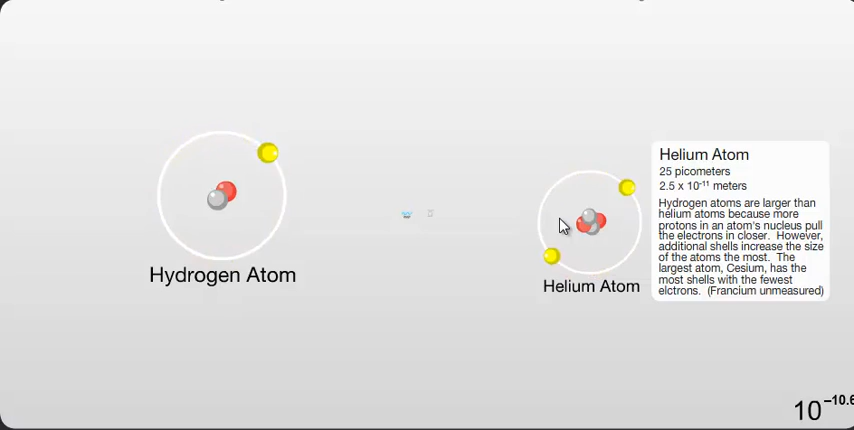 Hydrogen Atom
Helium Atom
Helium Atom
25 picometers
2.5 x 10⁻¹¹ meters
Hydrogen atoms are larger than
helium atoms because more
protons in an atom's nucleus pull
the electrons in closer. However,
additional shells increase the size
of the atoms the most. The
largest atom, Cesium, has the
most shells with the fewest
elctrons. (Francium unmeasured)
10⁻¹⁰·⁶